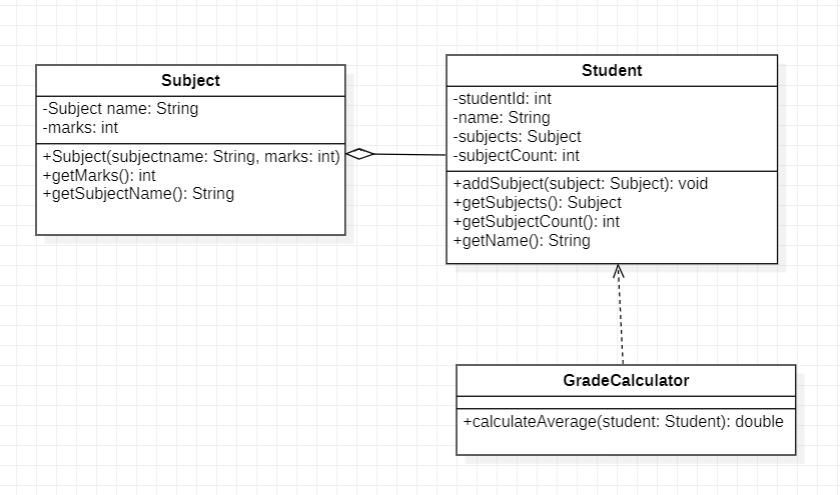 Subject
-Subject name: String
-marks: int
+Subject(subjectname: String, marks: int)
+getMarks(): int
+getSubjectName(): String
Student
-studentId: int
-name: String
-subjects: Subject
-subjectCount: int
+addSubject(subject: Subject): void
+getSubjects(): Subject
+getSubjectCount(): int
+getName(): String
GradeCalculator
+calculateAverage(student: Student): double